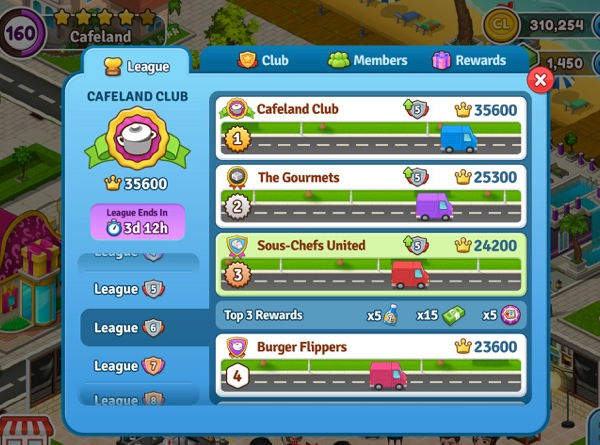 160
Cafeland
CL 310,254
1,450
League
Club
Members
Rewards
CAFELAND CLUB
35600
League Ends In
3d 12h
League 5
League 6
League 7
League 8
1
Cafeland Club
5
35600
2
The Gourmets
5
25300
3
Sous-Chefs United
5
24200
Top 3 Rewards
x5
x15
x5
4
Burger Flippers
23600